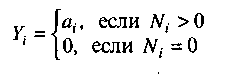 Y_i = { a_i, если N_i > 0
0, если N_i = 0